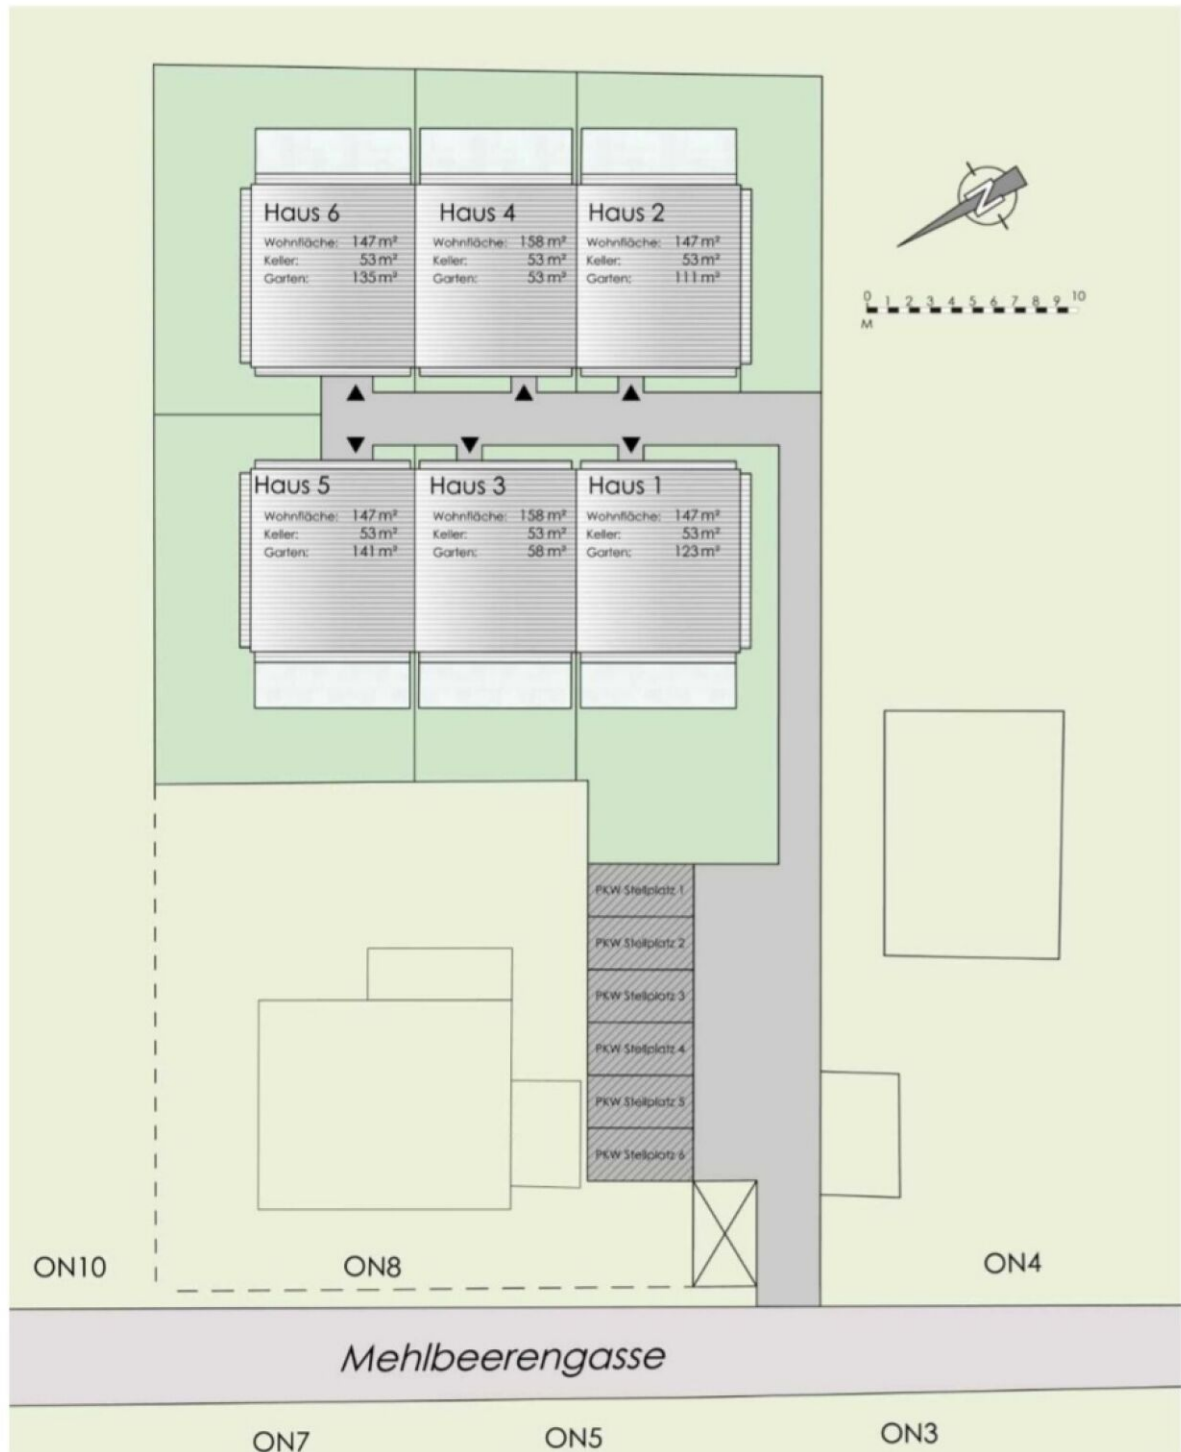 Haus 6
Wohnfläche: 147 m²
Keller: 53 m²
Garten: 135 m²
Haus 4
Wohnfläche: 158 m²
Keller: 53 m²
Garten: 53 m²
Haus 2
Wohnfläche: 147 m²
Keller: 53 m²
Garten: 111 m²
N
0 1 2 3 4 5 6 7 8 9 10
M
Haus 5
Wohnfläche: 147 m²
Keller: 53 m²
Garten: 141 m²
Haus 3
Wohnfläche: 158 m²
Keller: 53 m²
Garten: 58 m²
Haus 1
Wohnfläche: 147 m²
Keller: 53 m²
Garten: 123 m²
PKW Stellplatz 1
PKW Stellplatz 2
PKW Stellplatz 3
PKW Stellplatz 4
PKW Stellplatz 5
PKW Stellplatz 6
ON10
ON8
ON4
Mehlbeerengasse
ON7
ON5
ON3